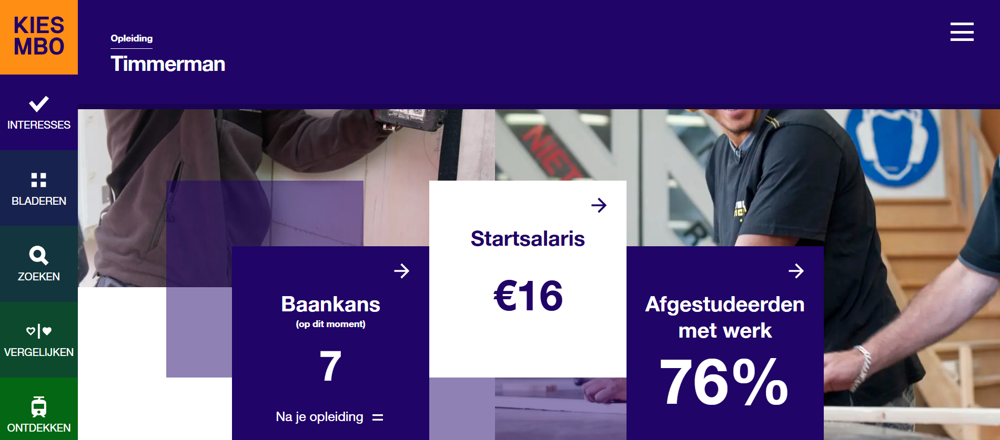 KIES
MBO
Opleiding
Timmerman
INTERESSES
BLADEREN
ZOEKEN
VERGELIJKEN
ONTDEKKEN
NIET
Startsalaris
€16
Baankans
(op dit moment)
7
Na je opleiding =
Afgestudeerden
met werk
76%